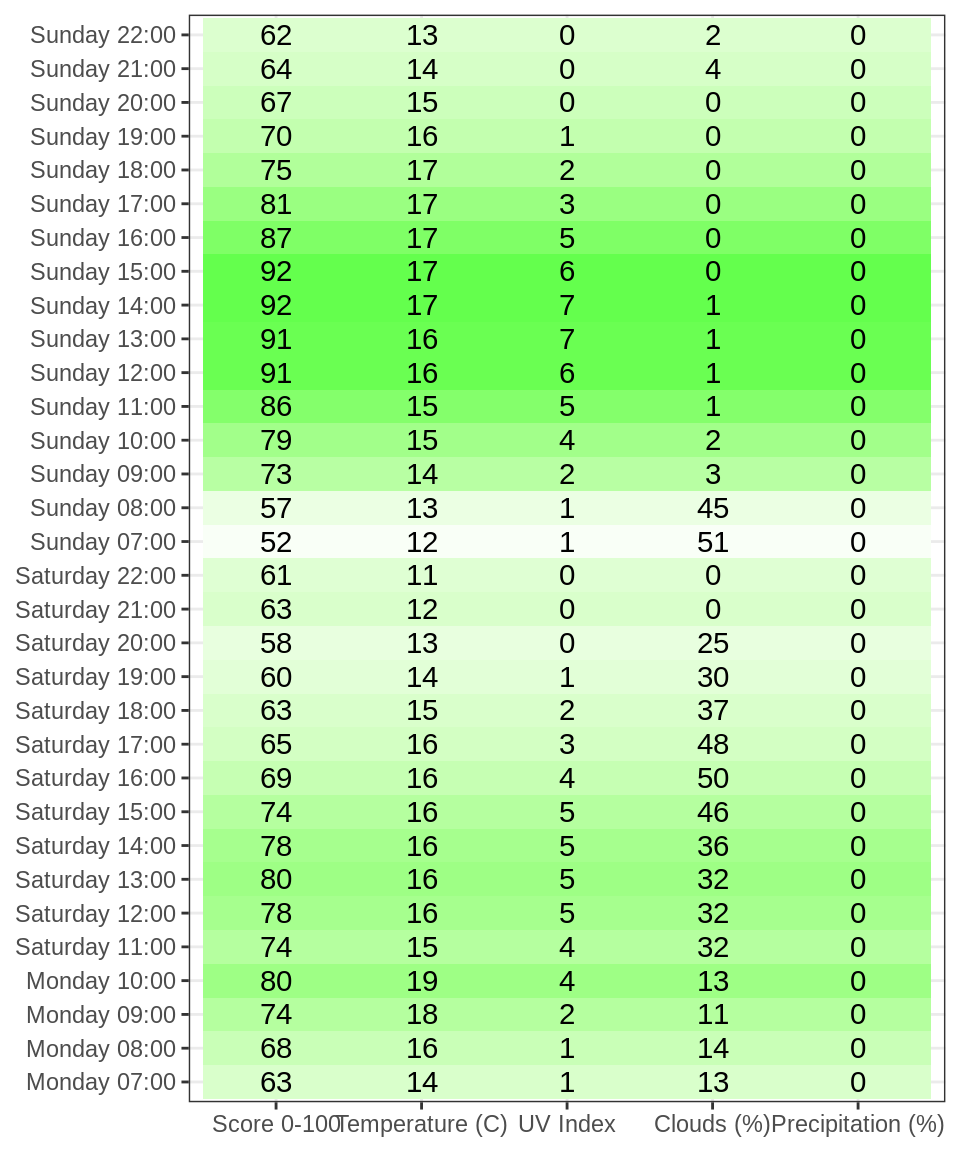 Sunday 22:00 62 13 0 2 0
Sunday 21:00 64 14 0 4 0
Sunday 20:00 67 15 0 0 0
Sunday 19:00 70 16 1 0 0
Sunday 18:00 75 17 2 0 0
Sunday 17:00 81 17 3 0 0
Sunday 16:00 87 17 5 0 0
Sunday 15:00 92 17 6 0 0
Sunday 14:00 92 17 7 1 0
Sunday 13:00 91 16 7 1 0
Sunday 12:00 91 16 6 1 0
Sunday 11:00 86 15 5 1 0
Sunday 10:00 79 15 4 2 0
Sunday 09:00 73 14 2 3 0
Sunday 08:00 57 13 1 45 0
Sunday 07:00 52 12 1 51 0
Saturday 22:00 61 11 0 0 0
Saturday 21:00 63 12 0 0 0
Saturday 20:00 58 13 0 25 0
Saturday 19:00 60 14 1 30 0
Saturday 18:00 63 15 2 37 0
Saturday 17:00 65 16 3 48 0
Saturday 16:00 69 16 4 50 0
Saturday 15:00 74 16 5 46 0
Saturday 14:00 78 16 5 36 0
Saturday 13:00 80 16 5 32 0
Saturday 12:00 78 16 5 32 0
Saturday 11:00 74 15 4 32 0
Monday 10:00 80 19 4 13 0
Monday 09:00 74 18 2 11 0
Monday 08:00 68 16 1 14 0
Monday 07:00 63 14 1 13 0
Score 0-100 Temperature (C) UV Index Clouds (%) Precipitation (%)